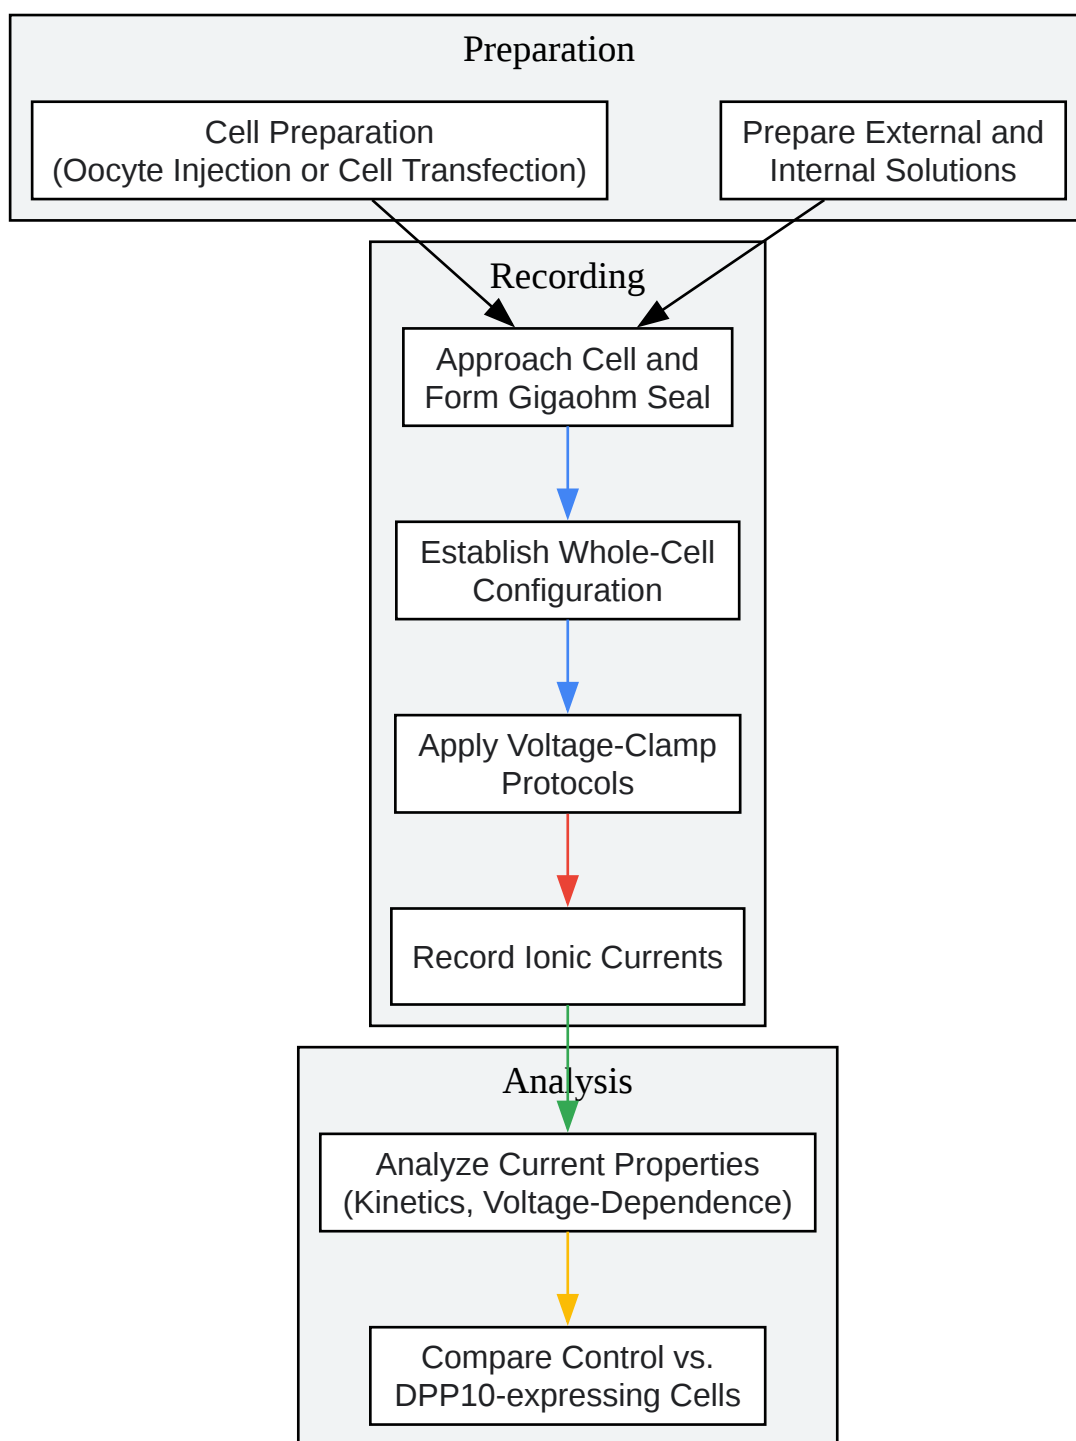 Preparation
Cell Preparation
(Oocyte Injection or Cell Transfection)
Prepare External and
Internal Solutions
Recording
Approach Cell and
Form Gigaohm Seal
Establish Whole-Cell
Configuration
Apply Voltage-Clamp
Protocols
Record Ionic Currents
Analysis
Analyze Current Properties
(Kinetics, Voltage-Dependence)
Compare Control vs.
DPP10-expressing Cells